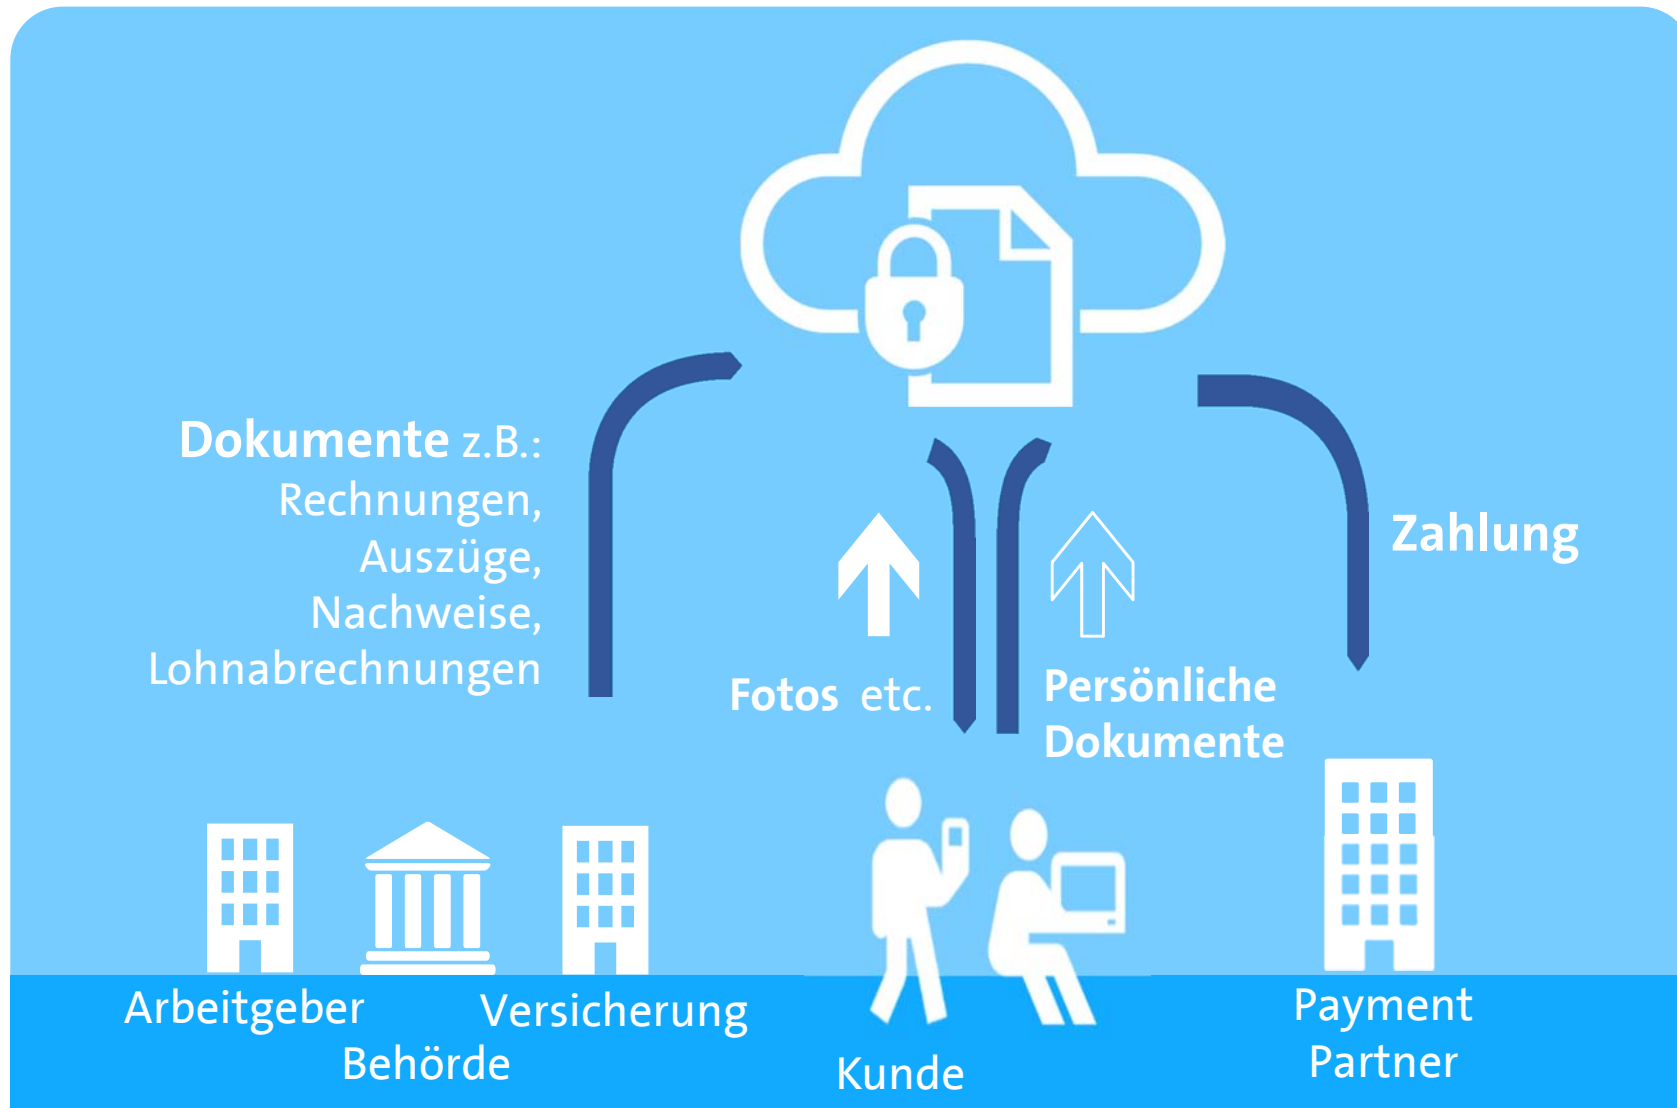 Dokumente z.B.:
Rechnungen,
Auszüge,
Nachweise,
Lohnabrechnungen
Fotos etc.
Persönliche
Dokumente
Zahlung
Arbeitgeber
Behörde
Versicherung
Kunde
Payment
Partner